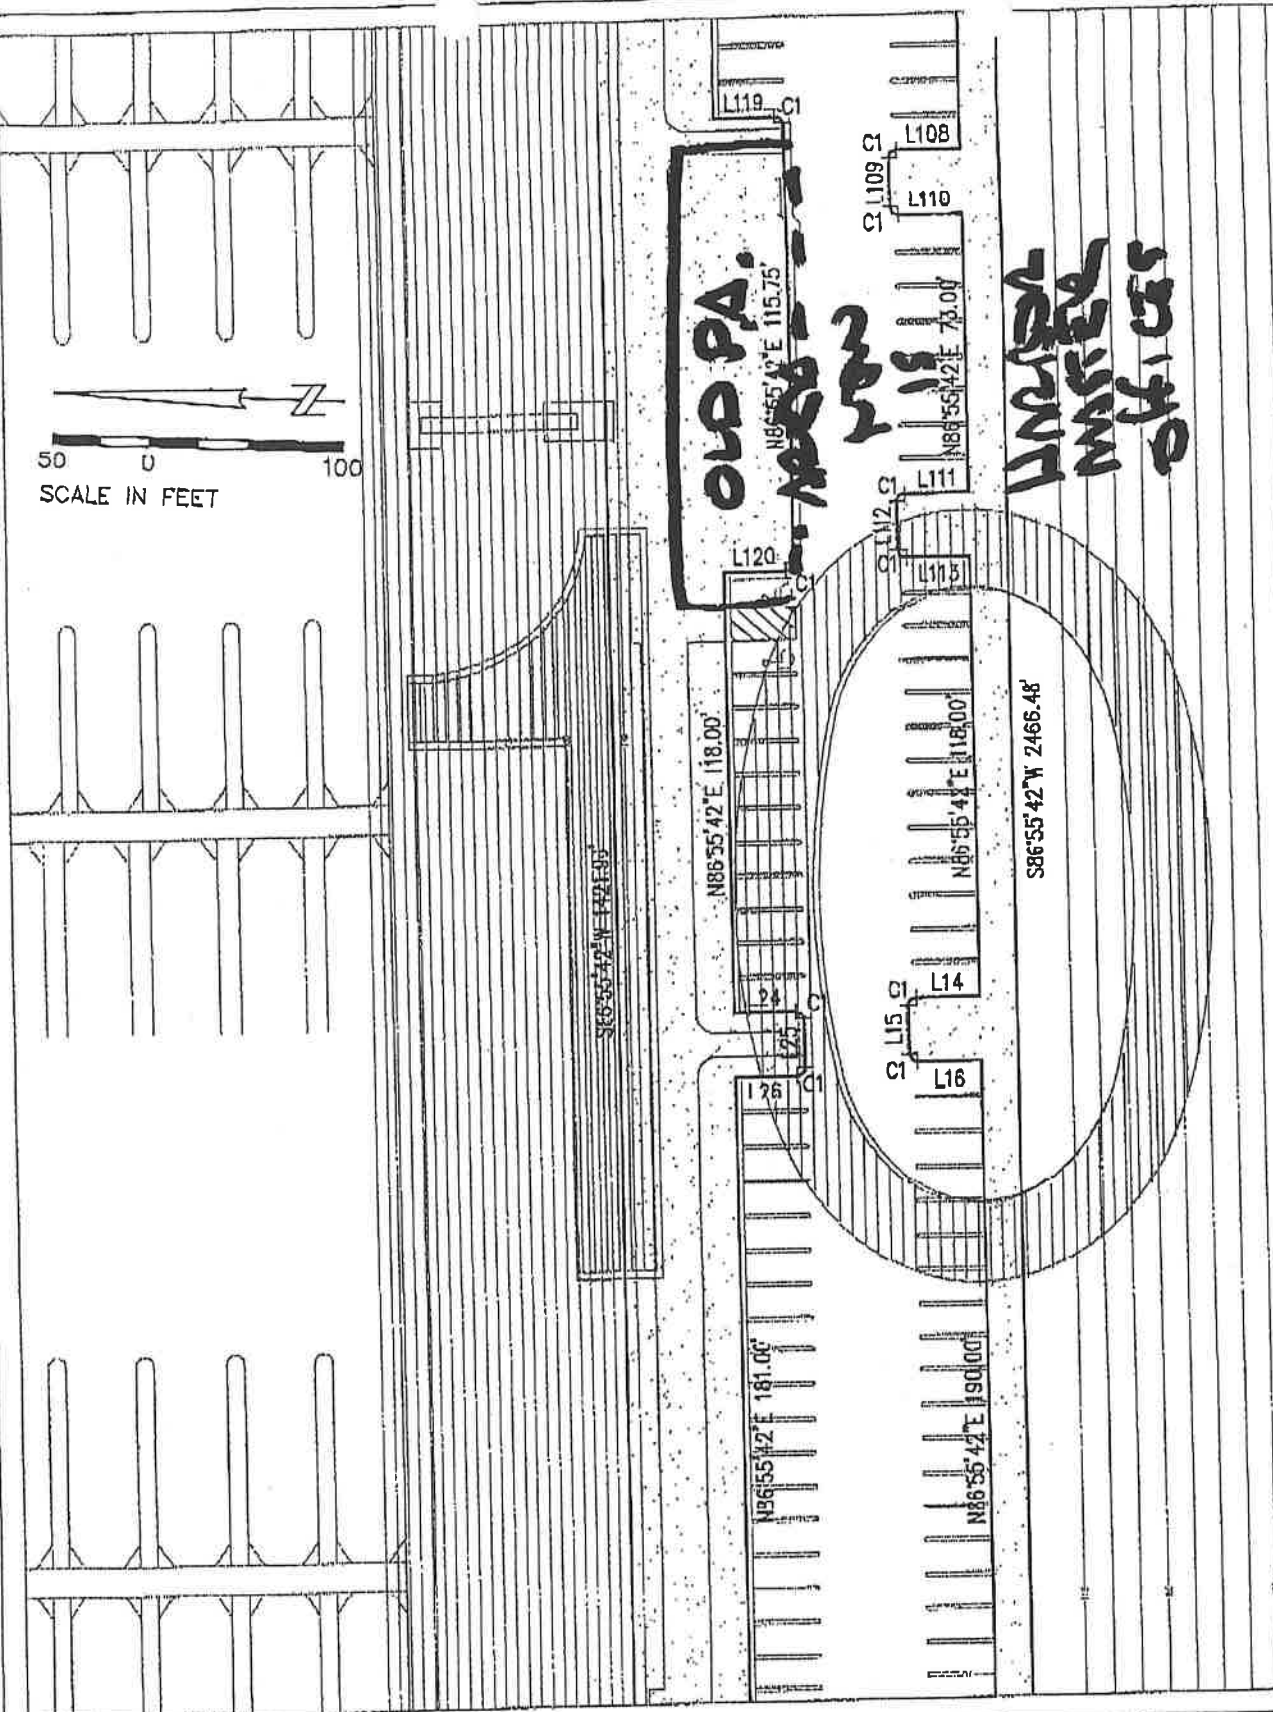 L119
C1
C1
L108
L109
L110
C1
OLD PA.
N86°55'42"E 115.75'
N86°55'42"E 73.00'
50
0
100
SCALE IN FEET
C1
L111
L112
C1
L113
L120
C1
N86°55'42"E 118.00'
N86°55'42"E 118.00'
S86°55'42"W 2466.48'
C1
L14
L15
C1
L16
C1
L25
C1
N86°55'42"E 181.00'
N86°55'42"E 190.00'